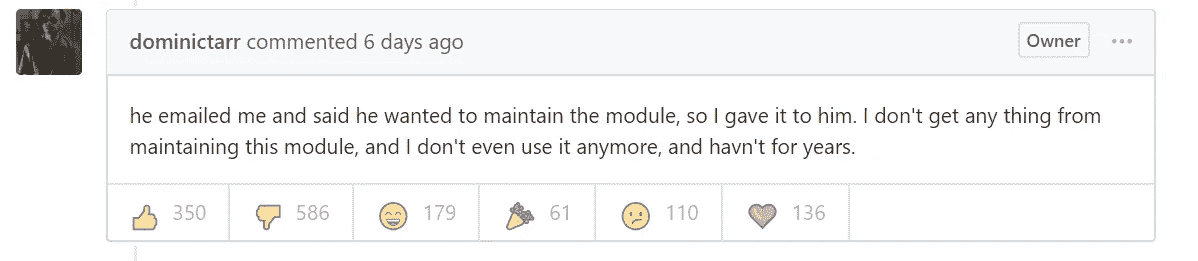 dominictarr commented 6 days ago
Owner
he emailed me and said he wanted to maintain the module, so I gave it to him. I don't get any thing from
maintaining this module, and I don't even use it anymore, and havn't for years.
350 586 179 61 110 136